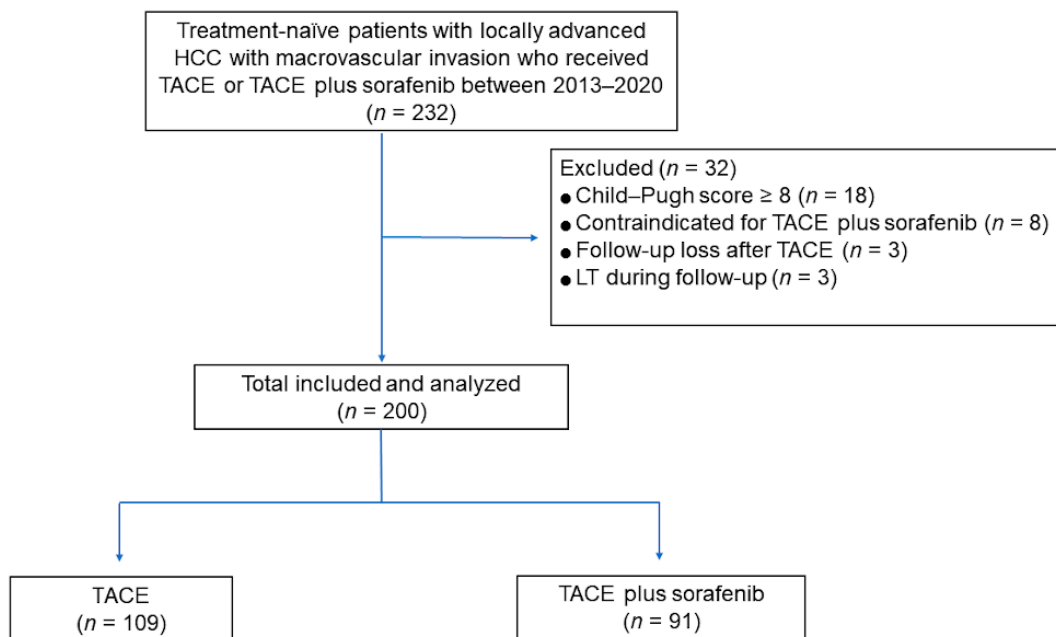 Treatment-naïve patients with locally advanced
HCC with macrovascular invasion who received
TACE or TACE plus sorafenib between 2013–2020
(n = 232)
Excluded (n = 32)
● Child–Pugh score ≥ 8 (n = 18)
● Contraindicated for TACE plus sorafenib (n = 8)
● Follow-up loss after TACE (n = 3)
● LT during follow-up (n = 3)
Total included and analyzed
(n = 200)
TACE
(n = 109)
TACE plus sorafenib
(n = 91)